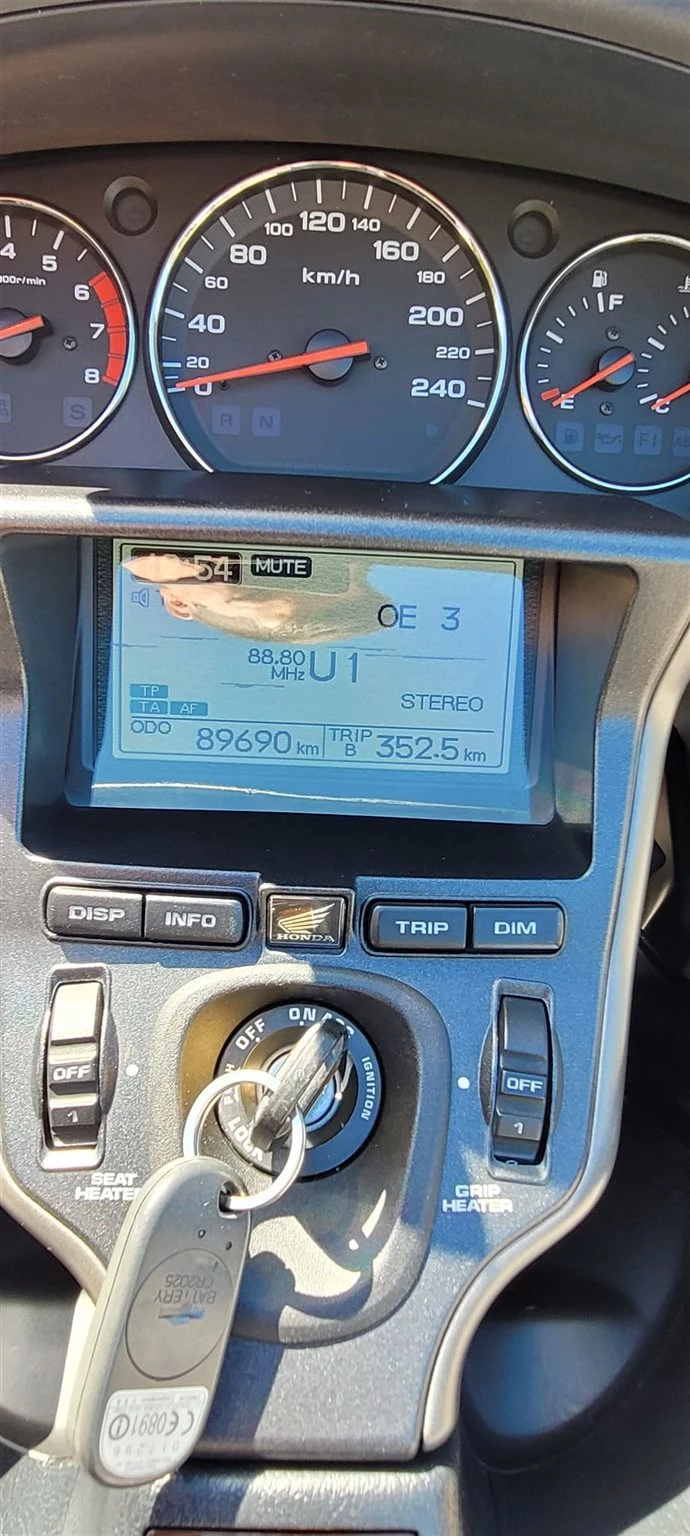 4 5 6 7 8
r/min
S
0 20 40 60 80 100 120 140 160 180 200 220 240
km/h
R N
F
E
C
FI
54 MUTE
OE 3
88.80
MHz U1
TP
TA AF
STEREO
ODO 89690 km TRIP B 352.5 km
DISP INFO HONDA TRIP DIM
OFF ON ACC
IGNITION
LOCK
OFF
1
OFF
1
SEAT
HEATER
GRIP
HEATER
BATTERY
CR2025
CE0891